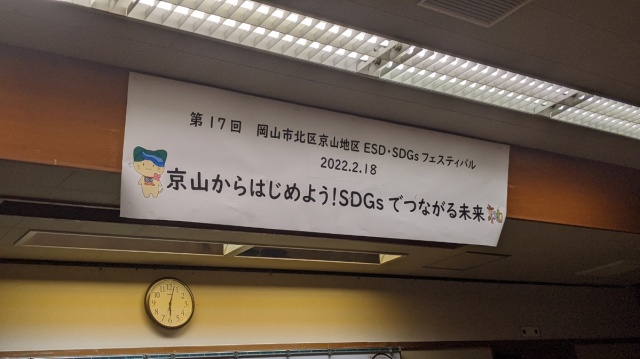 第17回 岡山市北区京山地区 ESD・SDGsフェスティバル
2022.2.18
京山からはじめよう!SDGsでつながる未来